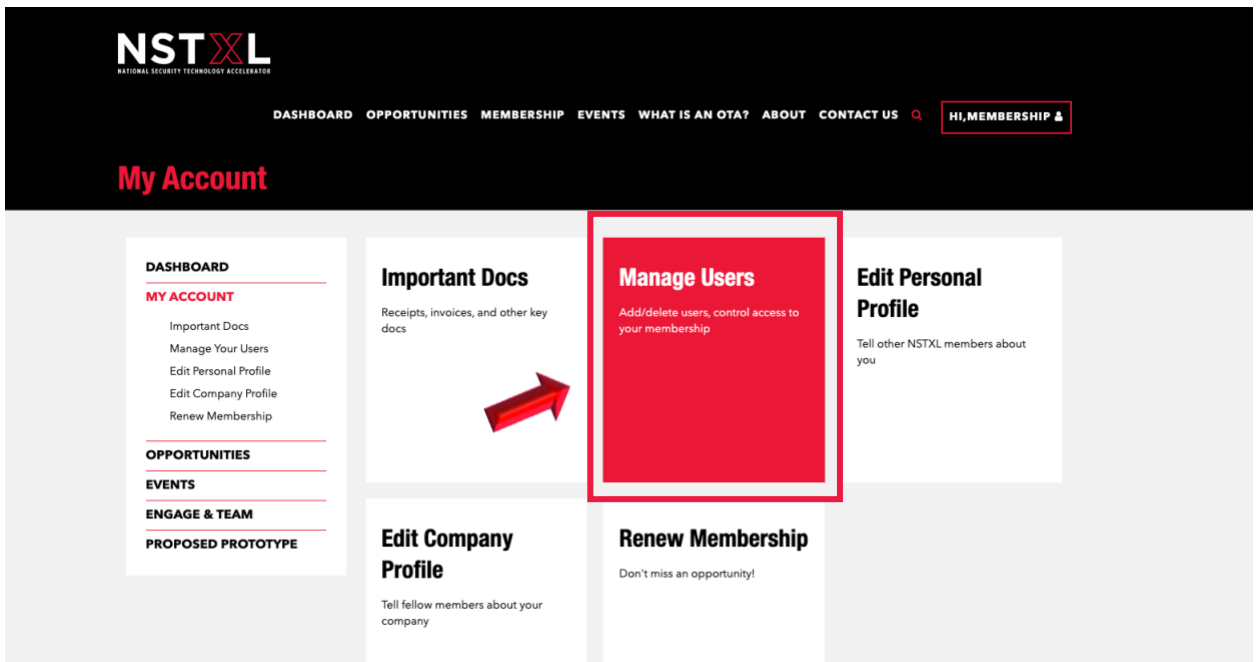 NSTXL
NATIONAL SECURITY TECHNOLOGY ACCELERATOR
DASHBOARD OPPORTUNITIES MEMBERSHIP EVENTS WHAT IS AN OTA? ABOUT CONTACT US HI,MEMBERSHIP
My Account
DASHBOARD
MY ACCOUNT
Important Docs
Manage Your Users
Edit Personal Profile
Edit Company Profile
Renew Membership
OPPORTUNITIES
EVENTS
ENGAGE & TEAM
PROPOSED PROTOTYPE
Important Docs
Receipts, invoices, and other key
docs
Manage Users
Add/delete users, control access to
your membership
Edit Personal
Profile
Tell other NSTXL members about
you
Edit Company
Profile
Tell fellow members about your
company
Renew Membership
Don't miss an opportunity!